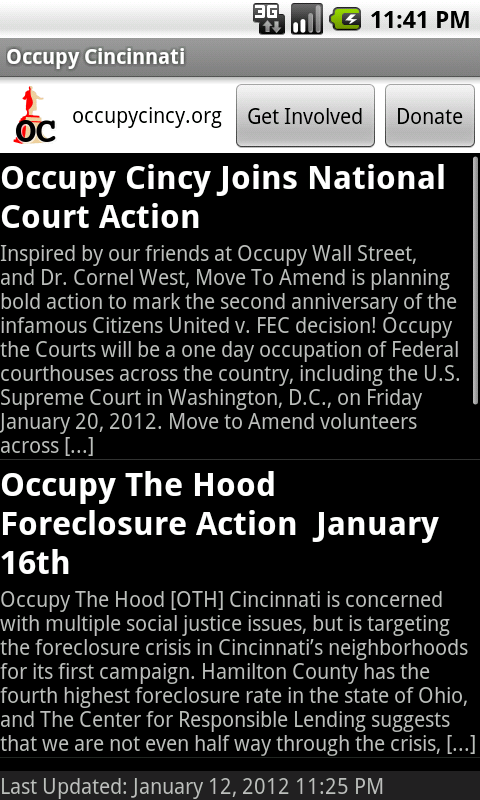 3G 11:41 PM
Occupy Cincinnati
OC occupycincy.org Get Involved Donate
Occupy Cincy Joins National
Court Action
Inspired by our friends at Occupy Wall Street,
and Dr. Cornel West, Move To Amend is planning
bold action to mark the second anniversary of the
infamous Citizens United v. FEC decision! Occupy
the Courts will be a one day occupation of Federal
courthouses across the country, including the U.S.
Supreme Court in Washington, D.C., on Friday
January 20, 2012. Move to Amend volunteers
across [...]
Occupy The Hood
Foreclosure Action  January
16th
Occupy The Hood [OTH] Cincinnati is concerned
with multiple social justice issues, but is targeting
the foreclosure crisis in Cincinnati’s neighborhoods
for its first campaign. Hamilton County has the
fourth highest foreclosure rate in the state of Ohio,
and The Center for Responsible Lending suggests
that we are not even half way through the crisis, [...]
Last Updated: January 12, 2012 11:25 PM